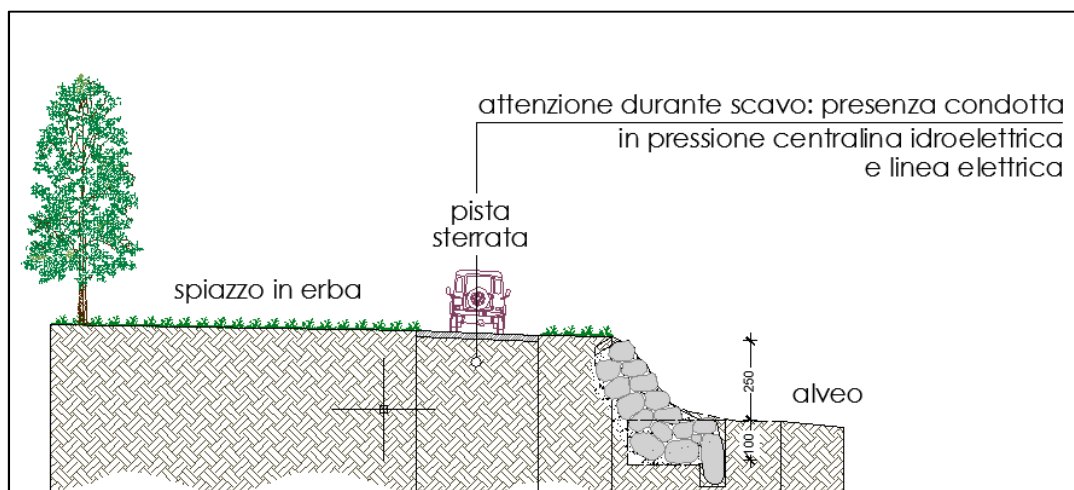 attenzione durante scavo: presenza condotta
in pressione centralina idroelettrica
e linea elettrica
pista
sterrata
spiazzo in erba
250
alveo
100